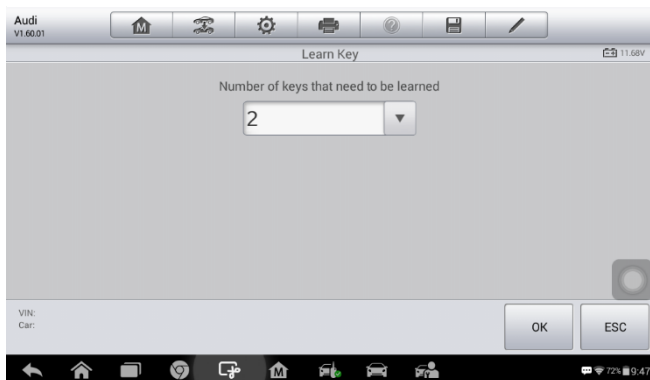 Audi
V1.60.01
Learn Key
11.68V
Number of keys that need to be learned
2
VIN:
Car:
OK
ESC
72% 9:47